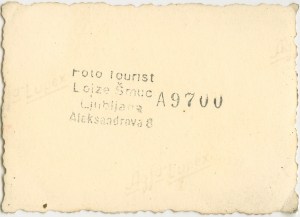 Foto Tourist
Lojze Šmuc
Ljubljana
Aleksandrova 8
A9700